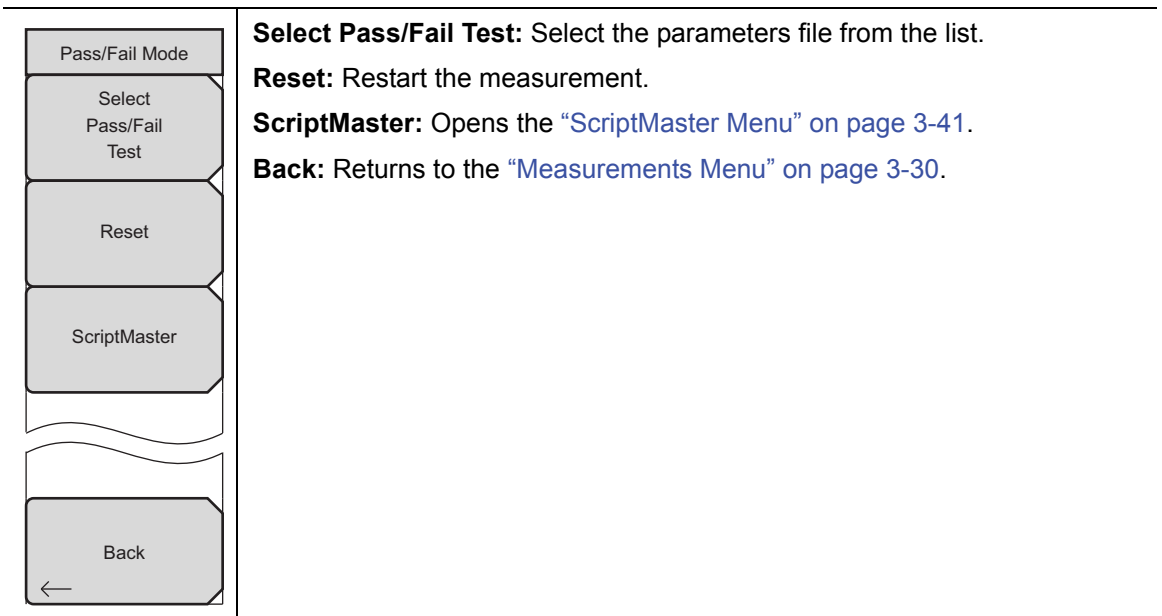 Pass/Fail Mode
Select
Pass/Fail
Test
Reset
ScriptMaster
Back
Select Pass/Fail Test: Select the parameters file from the list.
Reset: Restart the measurement.
ScriptMaster: Opens the “ScriptMaster Menu” on page 3-41.
Back: Returns to the “Measurements Menu” on page 3-30.